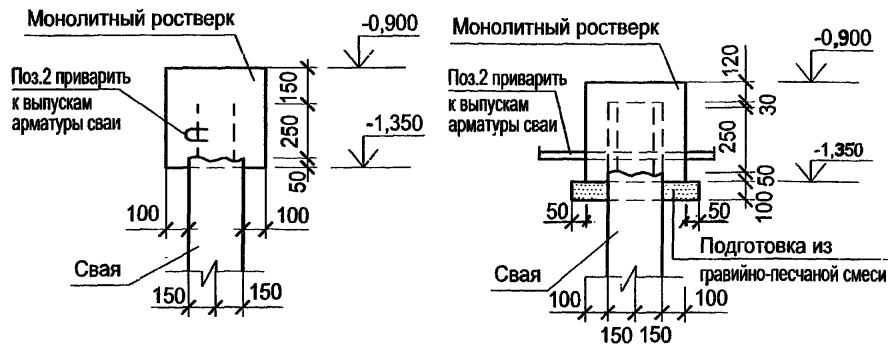 Монолитный ростверк
-0,900
Поз.2 приварить
к выпускам
арматуры сваи
150
250
-1,350
50
100
100
Свая
150
150
Монолитный ростверк
-0,900
120
Поз.2 приварить
к выпускам
арматуры сваи
30
250
-1,350
50
100
50
50
Подготовка из
гравийно-песчаной смеси
Свая
100
100
150
150